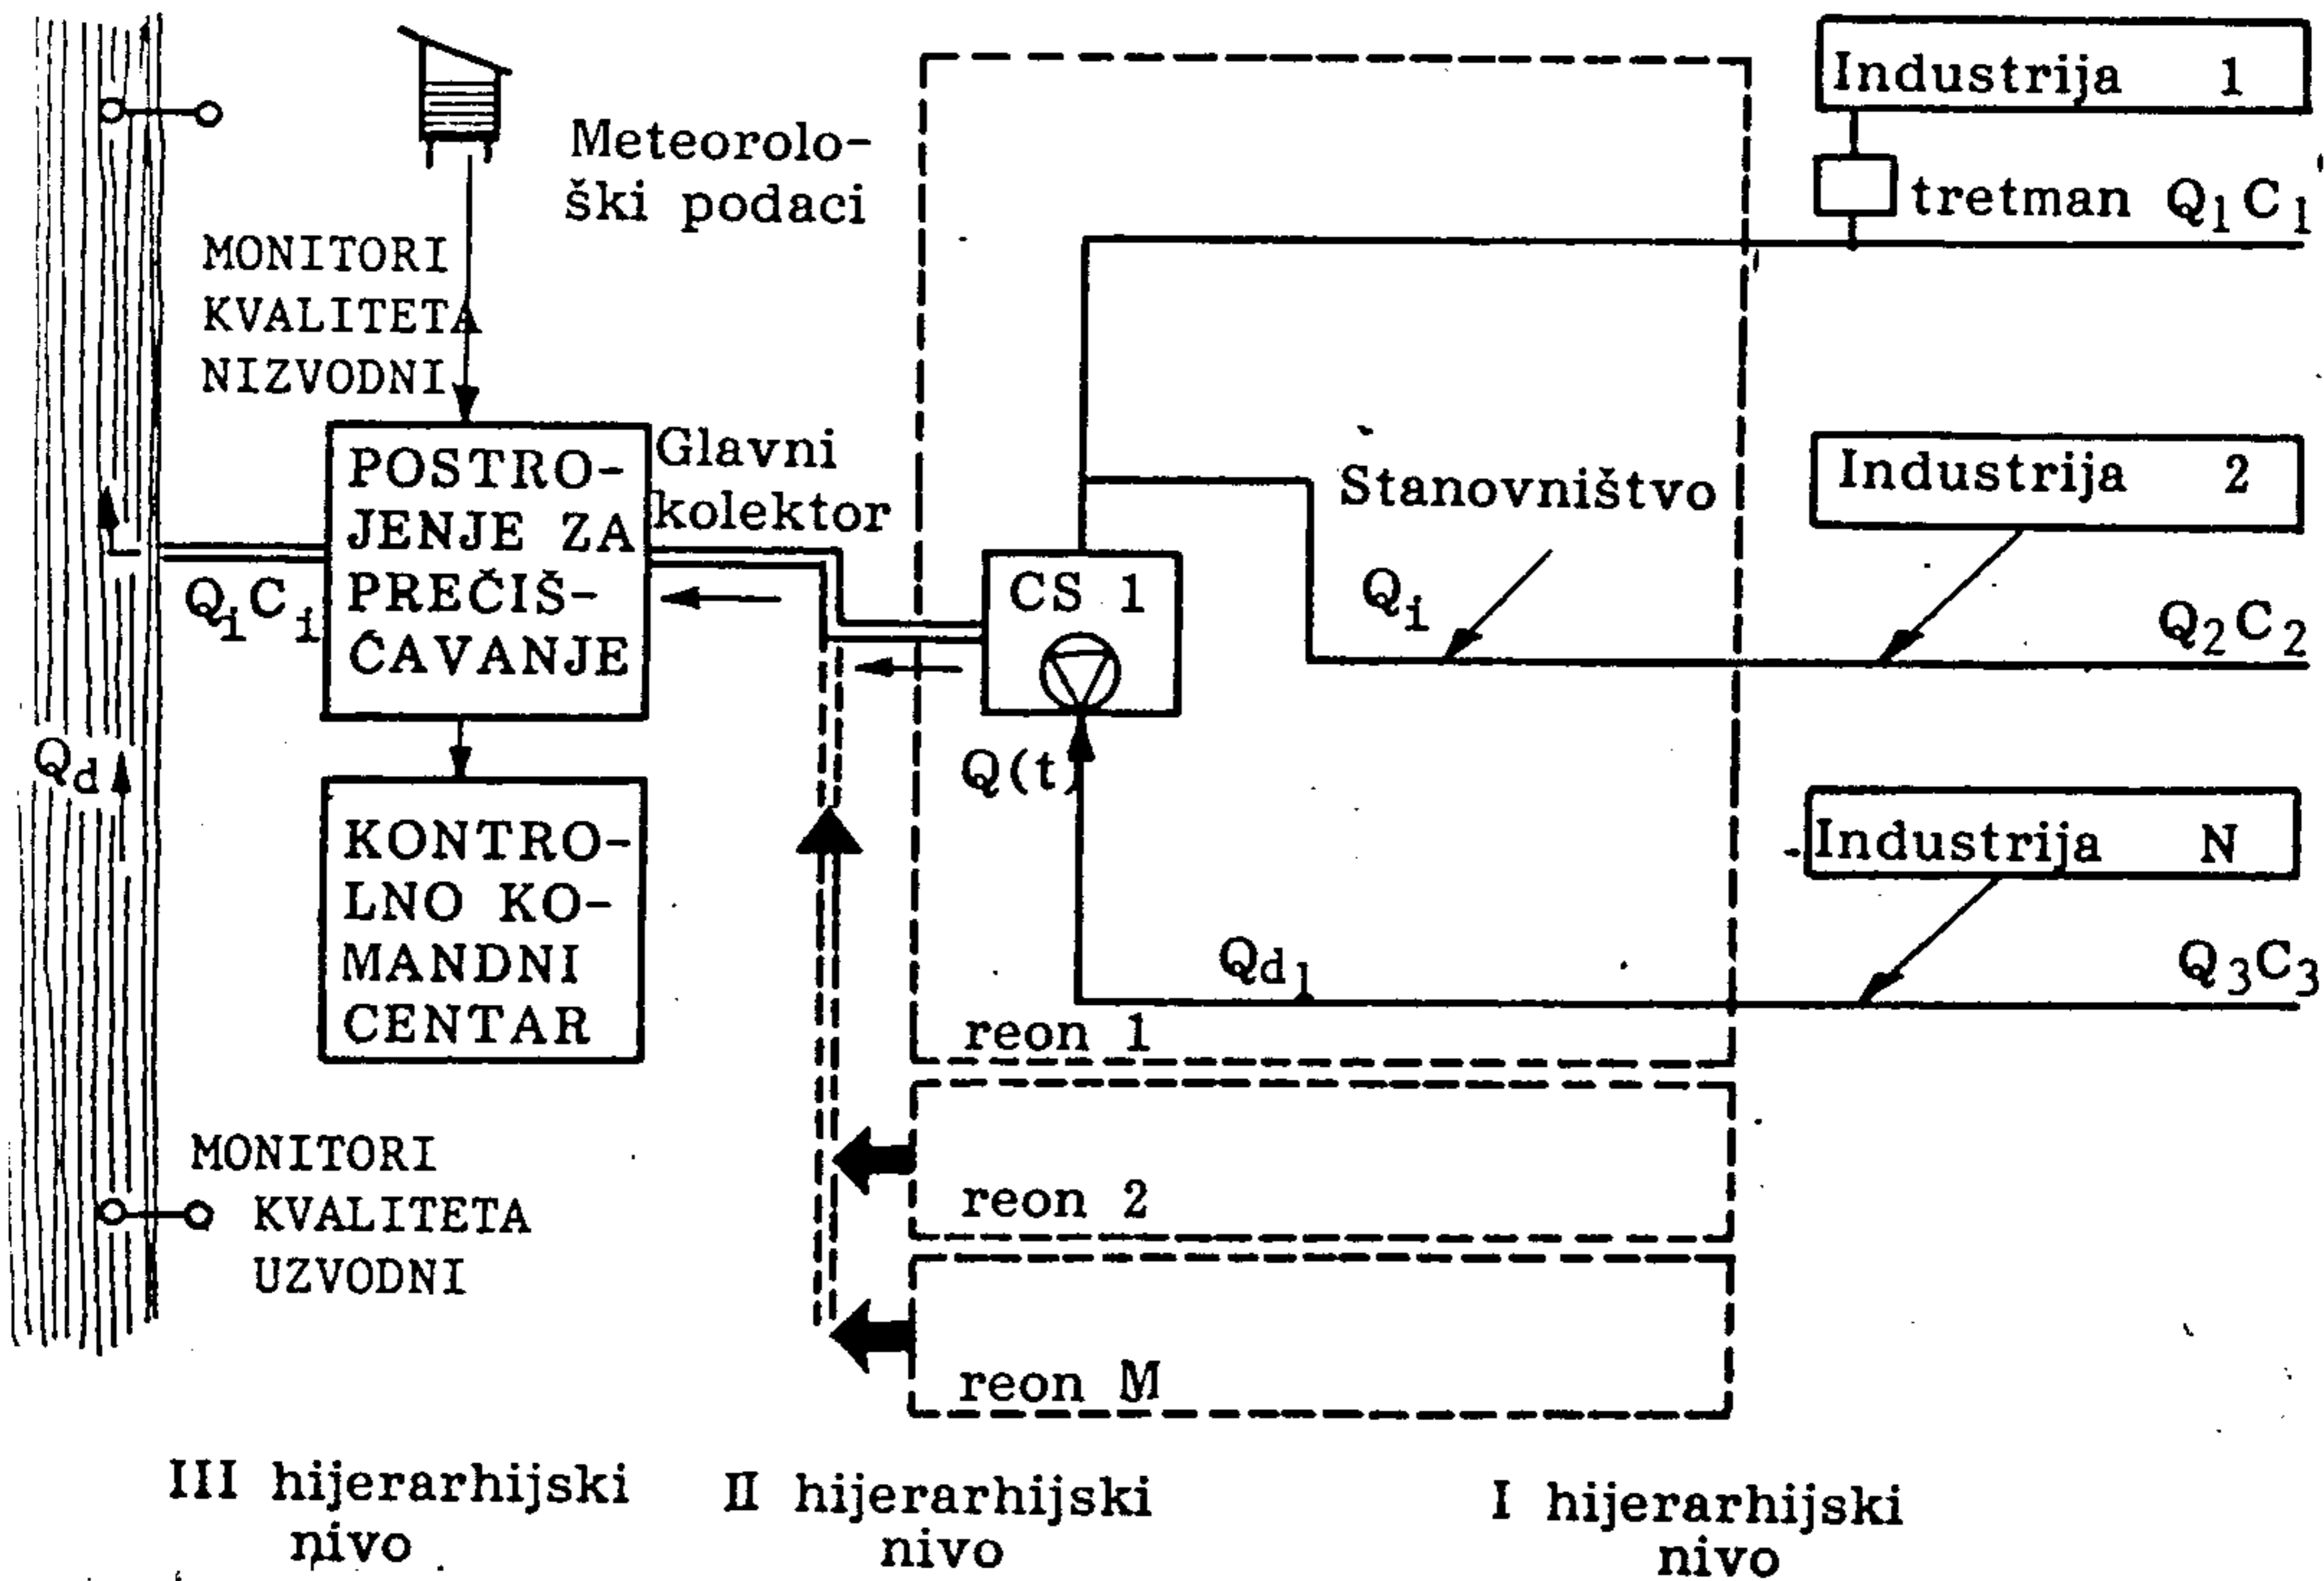 Industrija 1
tretman Q1C1
Meteorolo-
ški podaci
MONITORI
KVALITETA
NIZVODNI
POSTRO-
JENJE ZA
PREČIŠ-
ĆAVANJE
Glavni
kolektor
QiCi
CS 1
Stanovništvo
Qi
Industrija 2
Q2C2
Qd
Q(t)
KONTRO-
LNO KO-
MANDNI
CENTAR
Industrija N
Qd1
Q3C3
reon 1
MONITORI
KVALITETA
UZVODNI
reon 2
reon M
III hijerarhijski
nivo
II hijerarhijski
nivo
I hijerarhijski
nivo